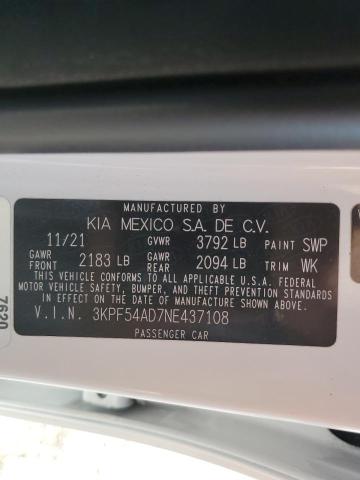 MANUFACTURED BY
KIA MEXICO S.A. DE C.V.
11/21 GVWR 3792 LB PAINT SWP
GAWR FRONT 2183 LB GAWR REAR 2094 LB TRIM WK
THIS VEHICLE CONFORMS TO ALL APPLICABLE U.S.A. FEDERAL
MOTOR VEHICLE SAFETY, BUMPER, AND THEFT PREVENTION STANDARDS
IN EFFECT ON THE DATE OF MANUFACTURE SHOWN ABOVE.
V.I.N. 3KPF54AD7NE437108
PASSENGER CAR
7620